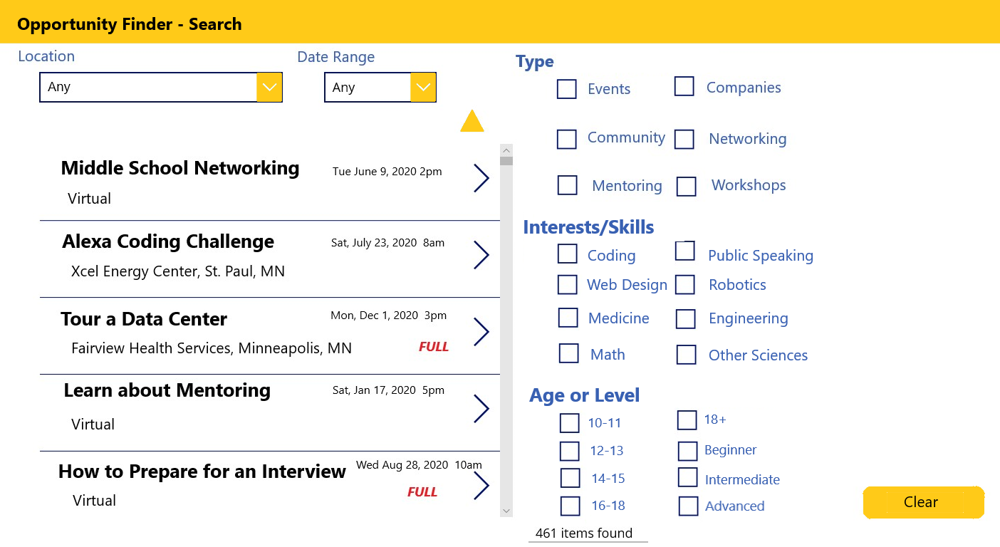 Opportunity Finder - Search
Location
Date Range
Any
Any
Middle School Networking
Tue June 9, 2020 2pm
Virtual
Alexa Coding Challenge
Sat, July 23, 2020 8am
Xcel Energy Center, St. Paul, MN
Tour a Data Center
Mon, Dec 1, 2020 3pm
Fairview Health Services, Minneapolis, MN
FULL
Learn about Mentoring
Sat, Jan 17, 2020 5pm
Virtual
How to Prepare for an Interview
Wed Aug 28, 2020 10am
FULL
Virtual
Type
Events
Companies
Community
Networking
Mentoring
Workshops
Interests/Skills
Coding
Public Speaking
Web Design
Robotics
Medicine
Engineering
Math
Other Sciences
Age or Level
10-11
18+
12-13
Beginner
14-15
Intermediate
16-18
Advanced
Clear
461 items found